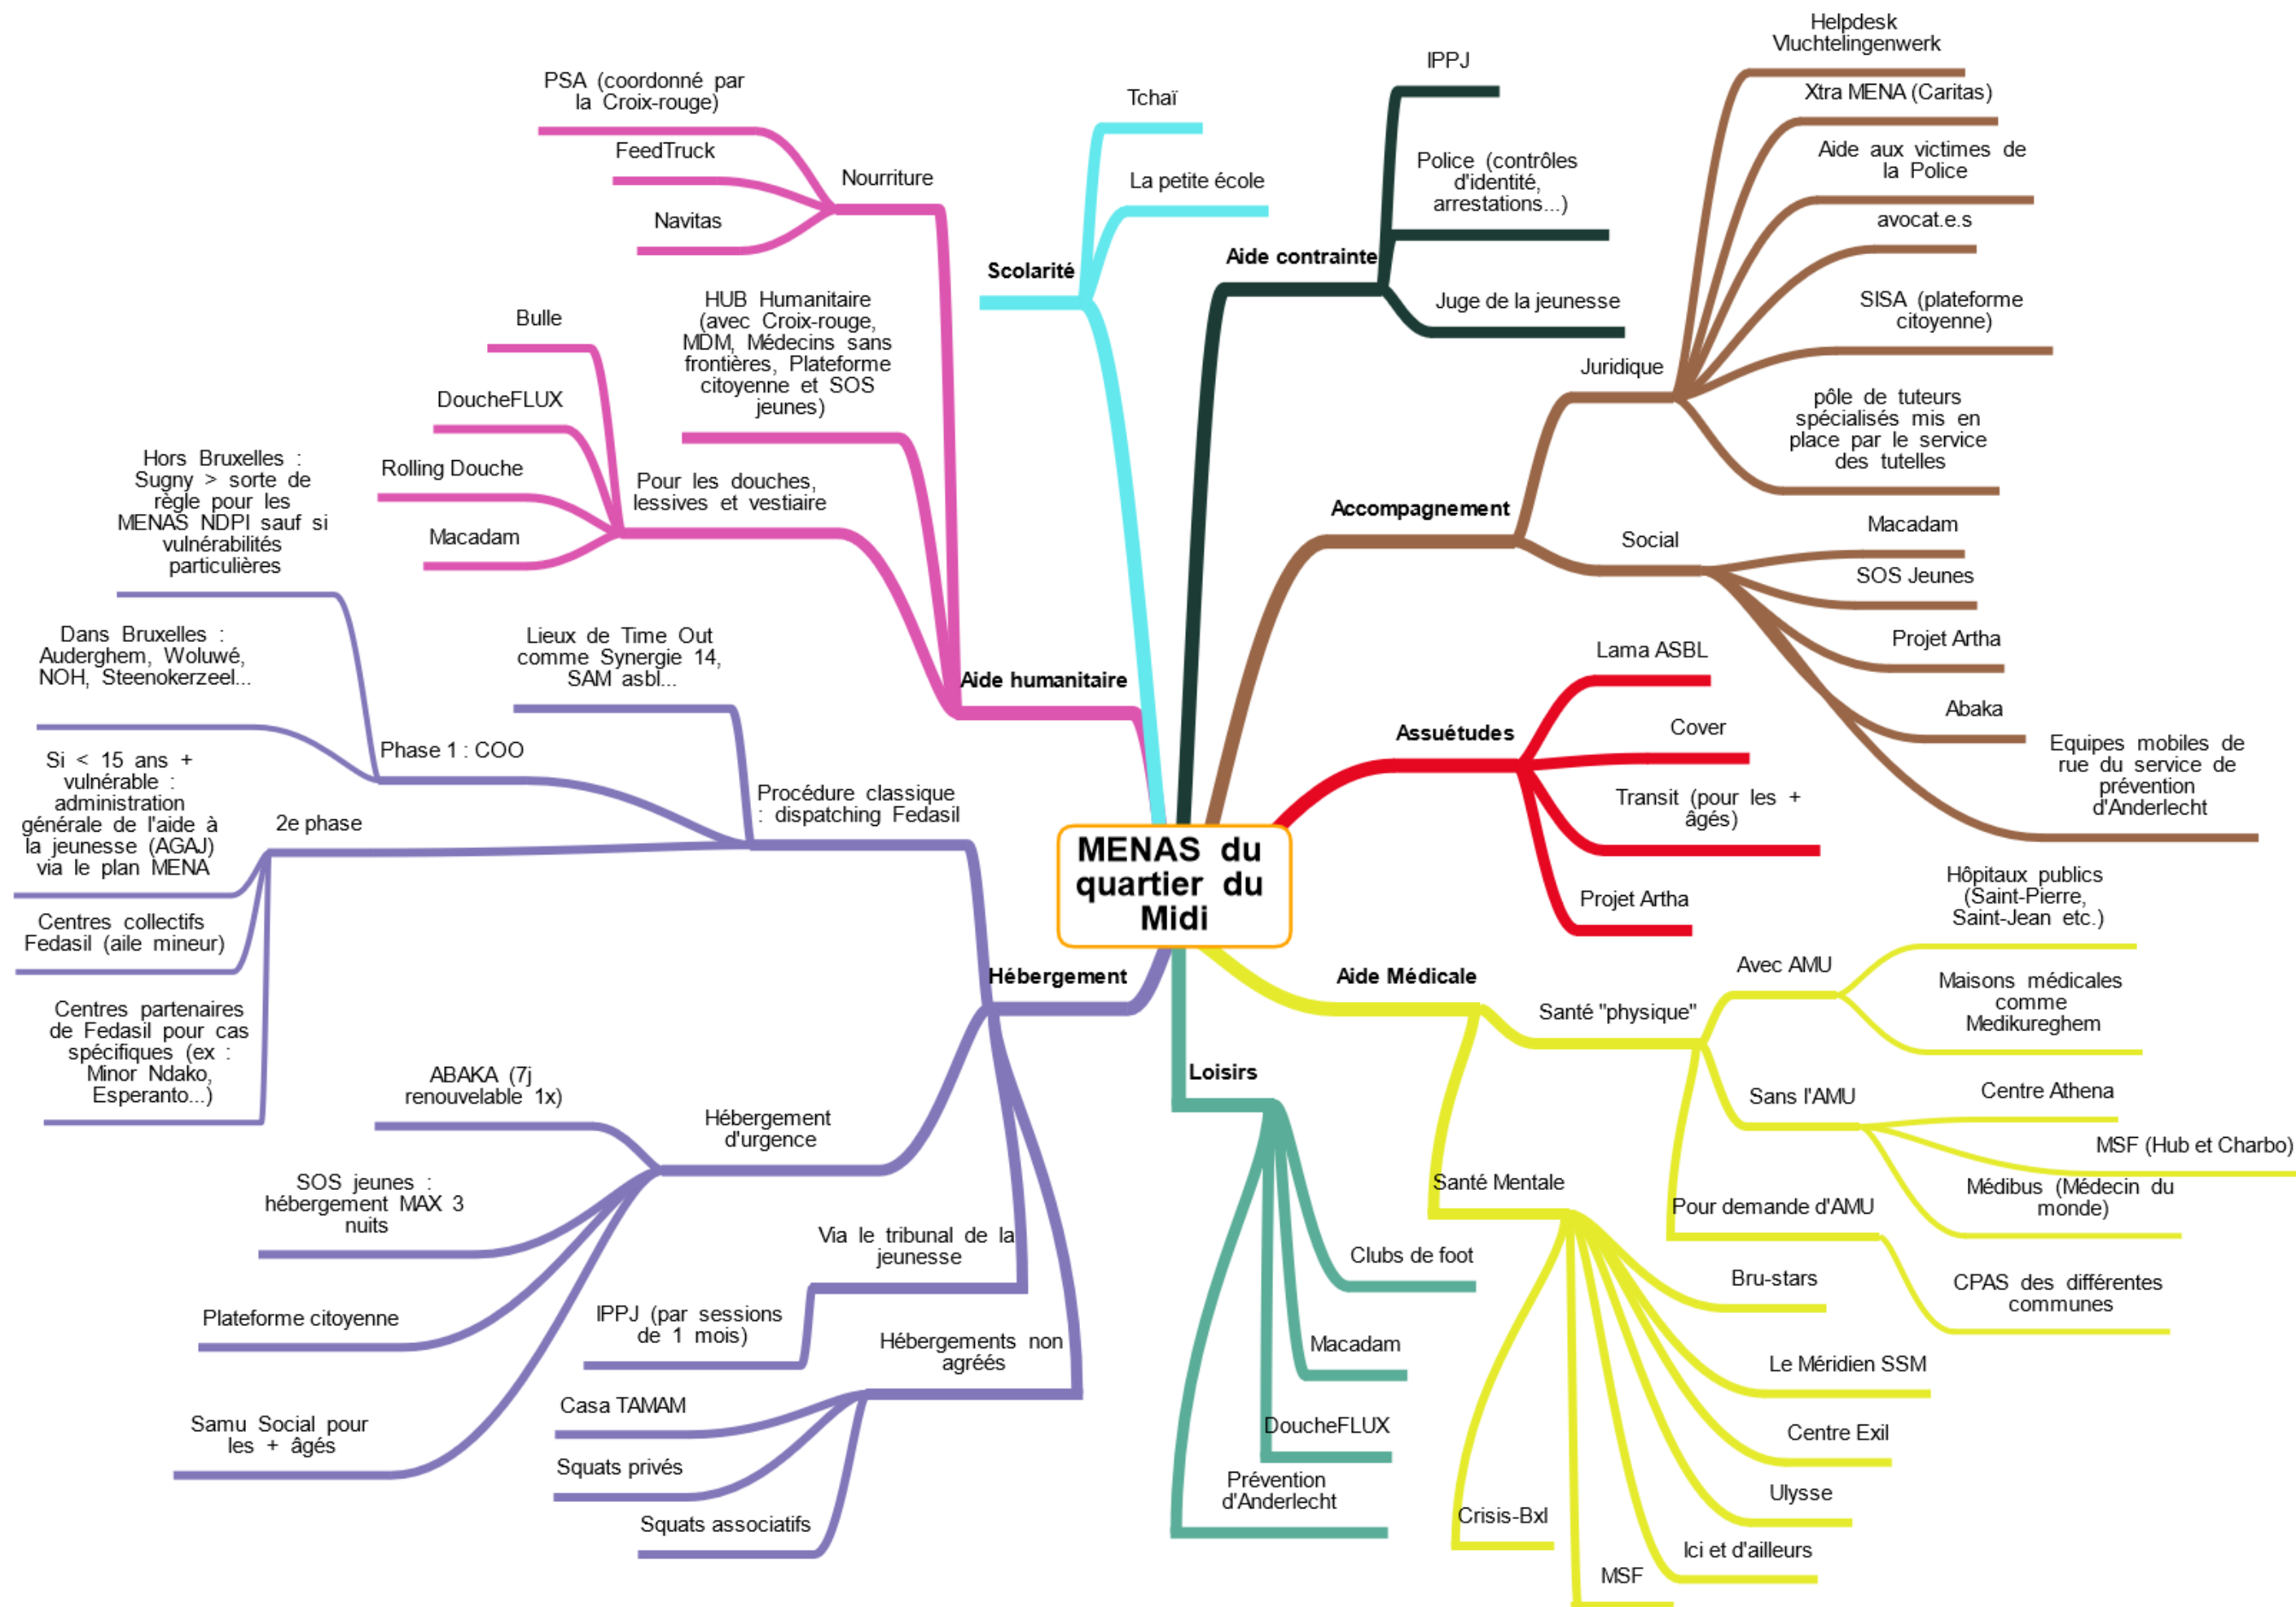 MENAS du
quartier du
Midi
Scolarité
Tchaï
La petite école
Aide contrainte
IPPJ
Police (contrôles
d'identité,
arrestations...)
Juge de la jeunesse
Accompagnement
Juridique
Helpdesk
Vluchtelingenwerk
Xtra MENA (Caritas)
Aide aux victimes de
la Police
avocat.e.s
SISA (plateforme
citoyenne)
pôle de tuteurs
spécialisés mis en
place par le service
des tutelles
Social
Macadam
SOS Jeunes
Projet Artha
Abaka
Equipes mobiles de
rue du service de
prévention
d'Anderlecht
Assuétudes
Lama ASBL
Cover
Transit (pour les +
âgés)
Projet Artha
Aide Médicale
Santé "physique"
Avec AMU
Hôpitaux publics
(Saint-Pierre,
Saint-Jean etc.)
Maisons médicales
comme
Medikureghem
Sans l'AMU
Centre Athena
MSF (Hub et Charbo)
Médibus (Médecin du
monde)
Pour demande d'AMU
CPAS des différentes
communes
Santé Mentale
Bru-stars
Le Méridien SSM
Centre Exil
Ulysse
Ici et d'ailleurs
MSF
Crisis-Bxl
Loisirs
Clubs de foot
Macadam
DoucheFLUX
Prévention
d'Anderlecht
Hébergement
Procédure classique
: dispatching Fedasil
Lieux de Time Out
comme Synergie 14,
SAM asbl...
Phase 1 : COO
Hors Bruxelles :
Sugny > sorte de
règle pour les
MENAS NDPI sauf si
vulnérabilités
particulières
Dans Bruxelles :
Auderghem, Woluwé,
NOH, Steenokerzeel...
2e phase
Si < 15 ans +
vulnérable :
administration
générale de l'aide à
la jeunesse (AGAJ)
via le plan MENA
Centres collectifs
Fedasil (aile mineur)
Centres partenaires
de Fedasil pour cas
spécifiques (ex :
Minor Ndako,
Esperanto...)
Hébergement
d'urgence
ABAKA (7j
renouvelable 1x)
SOS jeunes :
hébergement MAX 3
nuits
Plateforme citoyenne
Samu Social pour
les + âgés
Via le tribunal de la
jeunesse
IPPJ (par sessions
de 1 mois)
Hébergements non
agréés
Casa TAMAM
Squats privés
Squats associatifs
Aide humanitaire
Nourriture
PSA (coordonné par
la Croix-rouge)
FeedTruck
Navitas
HUB Humanitaire
(avec Croix-rouge,
MDM, Médecins sans
frontières, Plateforme
citoyenne et SOS
jeunes)
Pour les douches,
lessives et vestiaire
Bulle
DoucheFLUX
Rolling Douche
Macadam